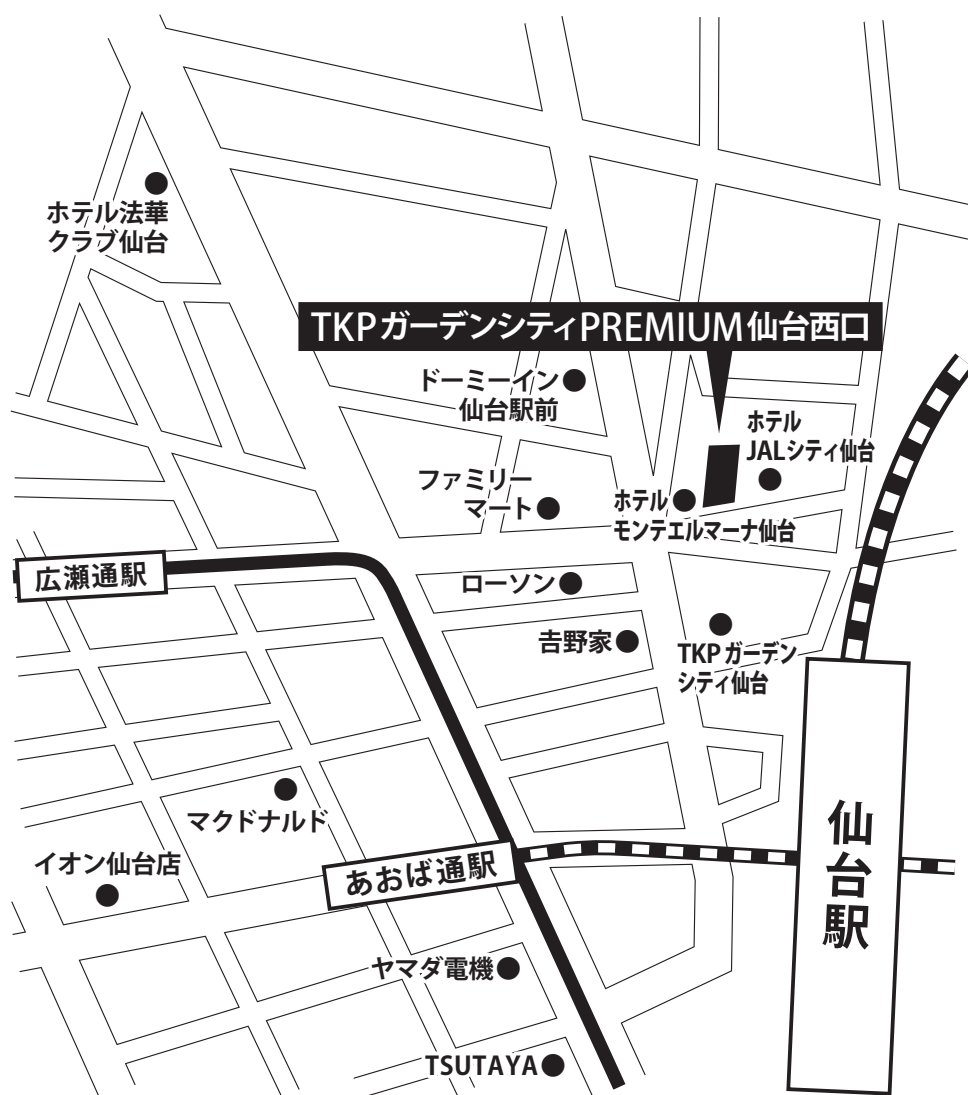 ホテル法華
クラブ仙台
TKPガーデンシティPREMIUM仙台西口
ドーミーイン
仙台駅前
ホテル
JALシティ仙台
ファミリー
マート
ホテル
モンテエルマーナ仙台
広瀬通駅
ローソン
𠮷野家
TKPガーデン
シティ仙台
マクドナルド
イオン仙台店
あおば通駅
仙台駅
ヤマダ電機
TSUTAYA